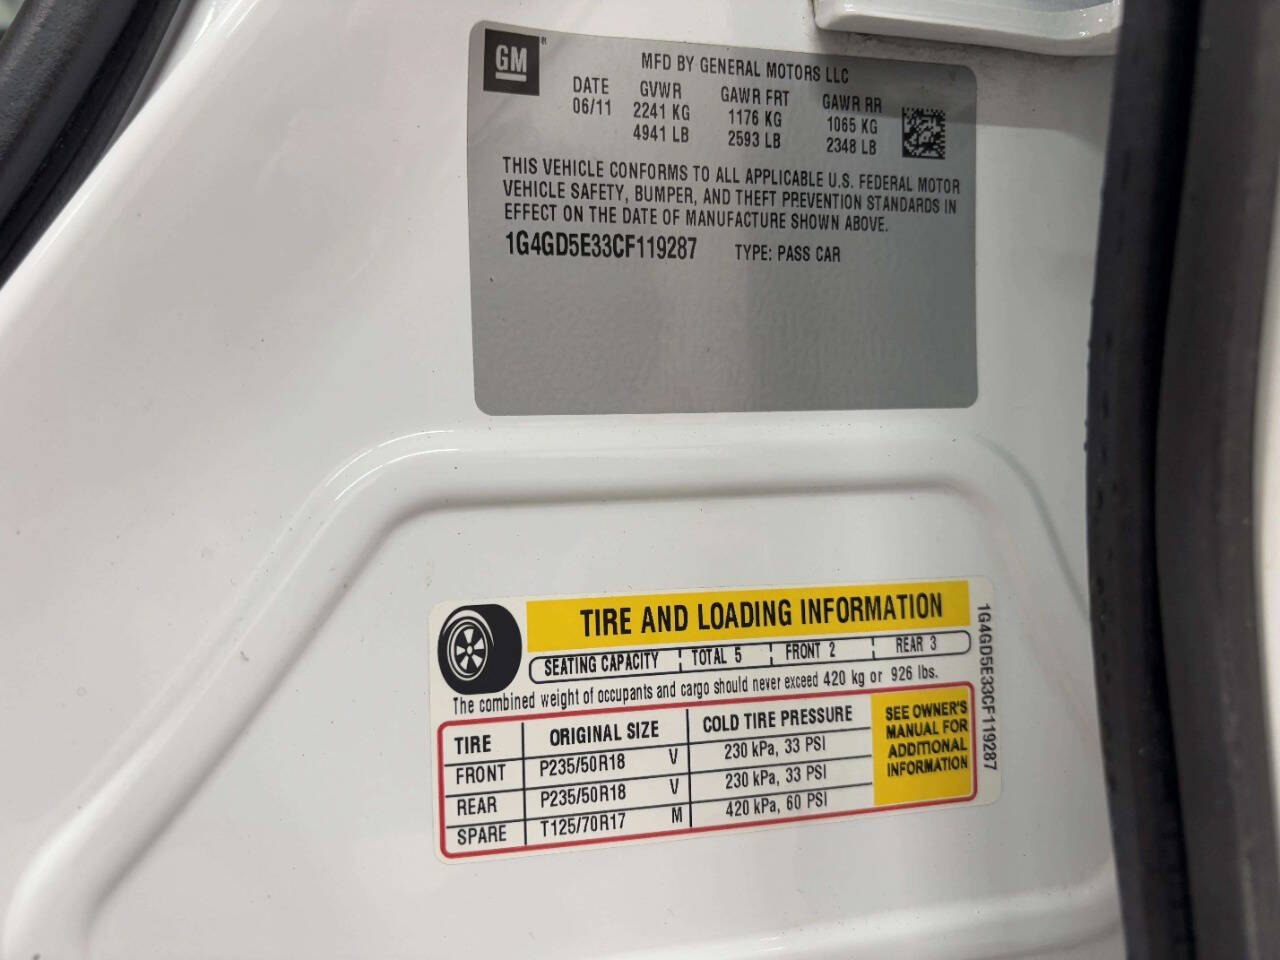 GM
MFD BY GENERAL MOTORS LLC
DATE GVWR GAWR FRT GAWR RR
06/11 2241 KG 1176 KG 1065 KG
4941 LB 2593 LB 2348 LB
THIS VEHICLE CONFORMS TO ALL APPLICABLE U.S. FEDERAL MOTOR
VEHICLE SAFETY, BUMPER, AND THEFT PREVENTION STANDARDS IN
EFFECT ON THE DATE OF MANUFACTURE SHOWN ABOVE.
1G4GD5E33CF119287 TYPE: PASS CAR
TIRE AND LOADING INFORMATION
SEATING CAPACITY TOTAL 5 FRONT 2 REAR 3
The combined weight of occupants and cargo should never exceed 420 kg or 926 lbs.
TIRE ORIGINAL SIZE COLD TIRE PRESSURE
FRONT P235/50R18 V 230 kPa, 33 PSI
REAR P235/50R18 V 230 kPa, 33 PSI
SPARE T125/70R17 M 420 kPa, 60 PSI
SEE OWNER'S
MANUAL FOR
ADDITIONAL
INFORMATION
1G4GD5E33CF119287